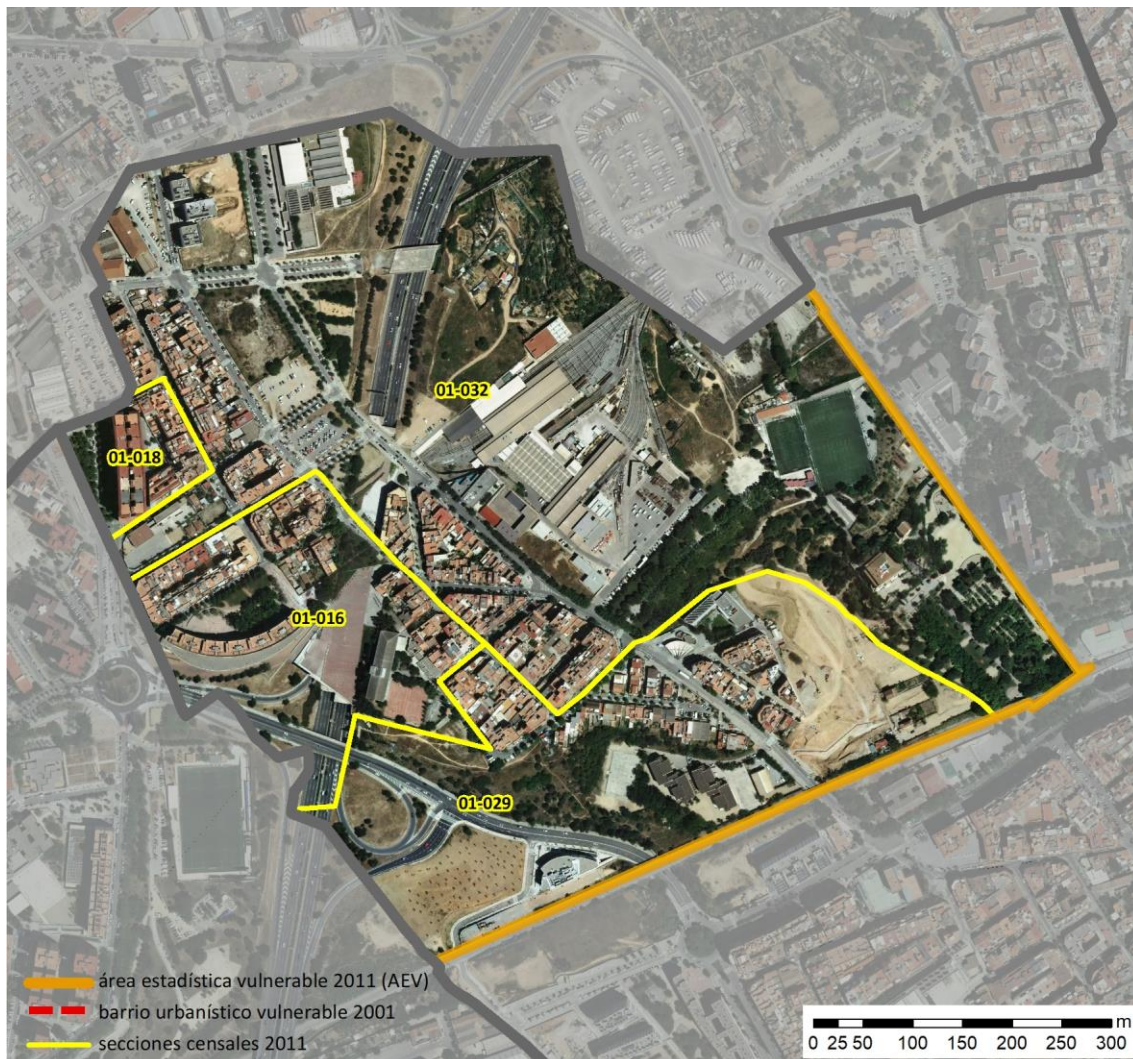 01-032
01-018
01-016
01-029
área estadística vulnerable 2011 (AEV)
barrio urbanístico vulnerable 2001
secciones censales 2011
m
0 25 50 100 150 200 250 300